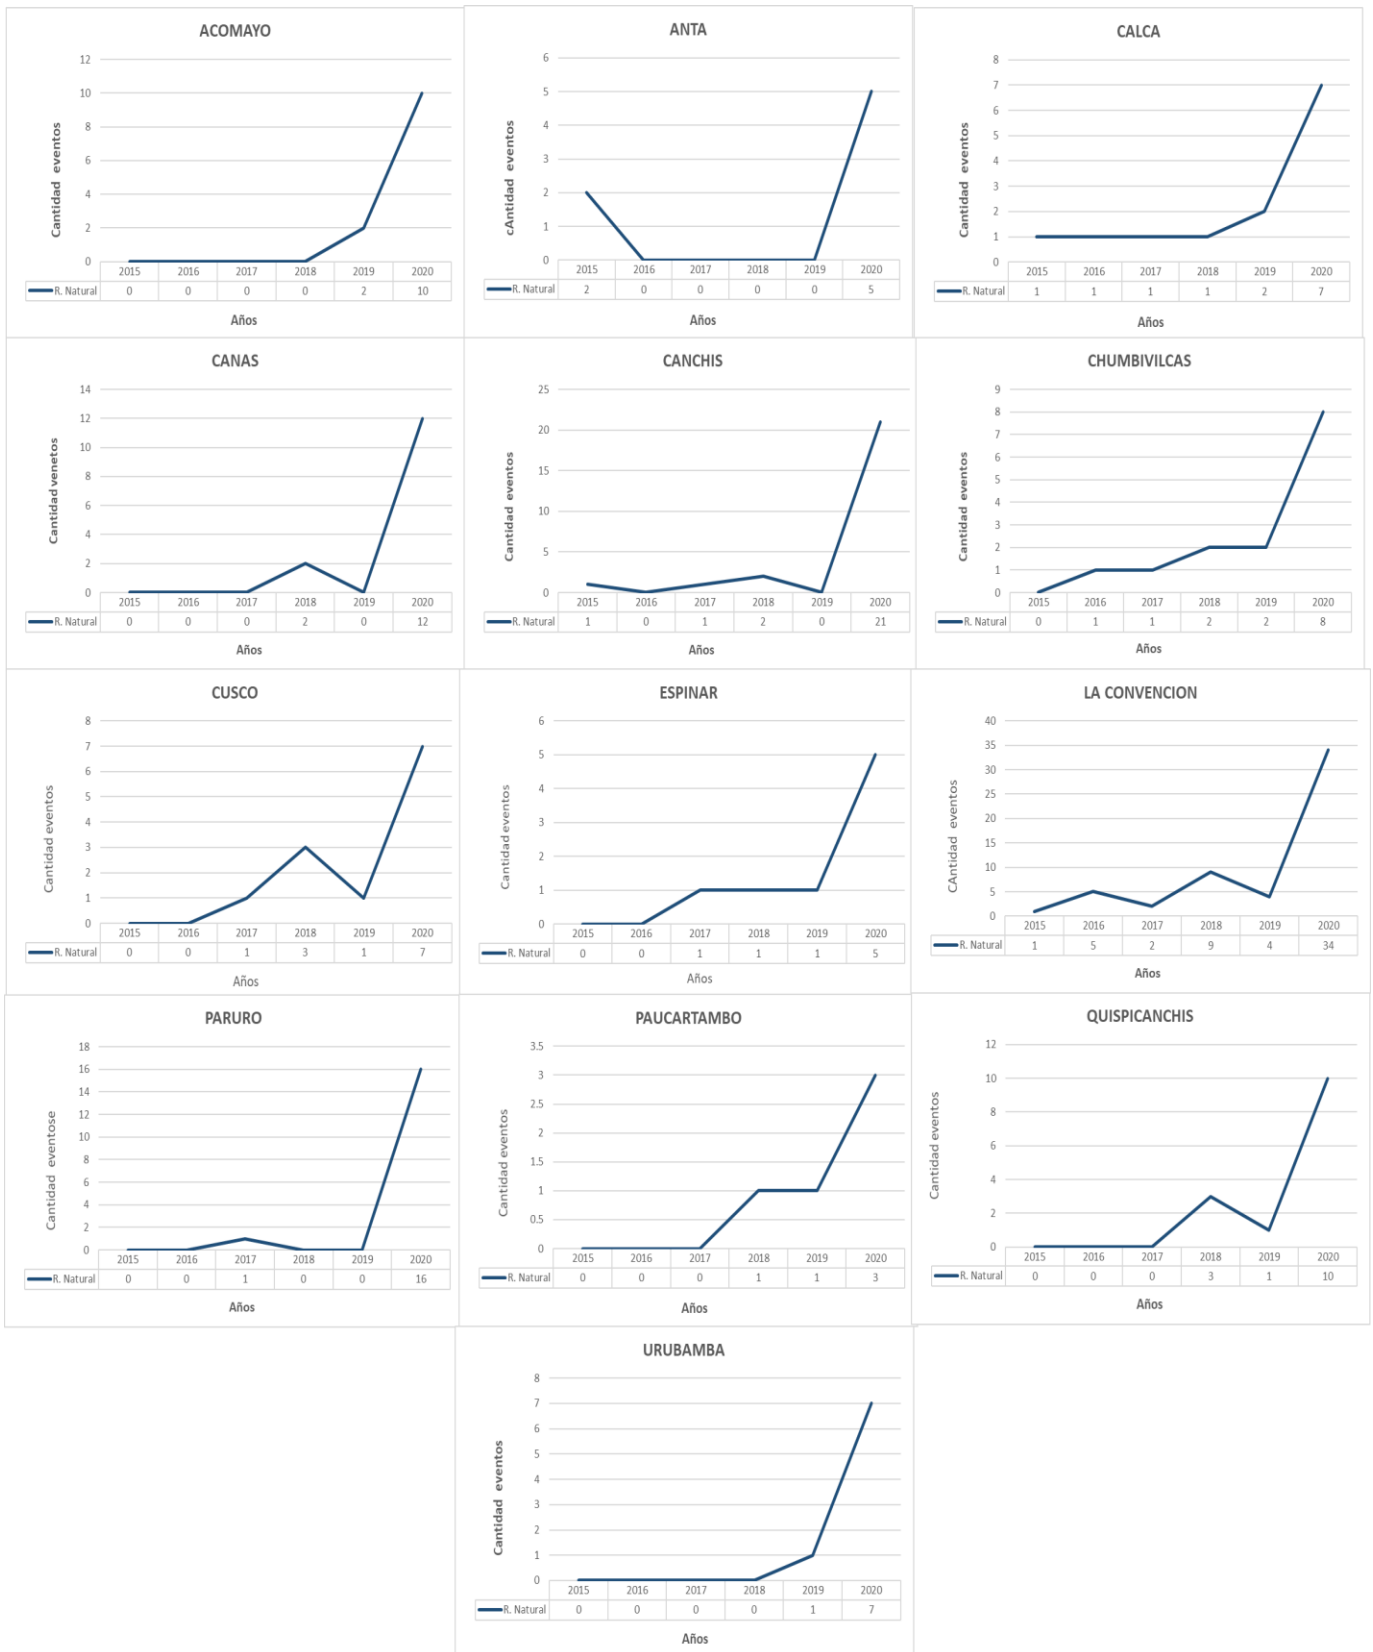 ACOMAYO
12
10
8
6
4
2
0
Cantidad eventos
2015 2016 2017 2018 2019 2020
R. Natural 0 0 0 0 2 10
Años
ANTA
6
5
4
3
2
1
0
cAntidad eventos
2015 2016 2017 2018 2019 2020
R. Natural 2 0 0 0 0 5
Años
CALCA
8
7
6
5
4
3
2
1
0
Cantidad eventos
2015 2016 2017 2018 2019 2020
R. Natural 1 1 1 1 2 7
Años
CANAS
14
12
10
8
6
4
2
0
Cantidad venetos
2015 2016 2017 2018 2019 2020
R. Natural 0 0 0 2 0 12
Años
CANCHIS
25
20
15
10
5
0
Cantidad eventos
2015 2016 2017 2018 2019 2020
R. Natural 1 0 1 2 0 21
Años
CHUMBIVILCAS
9
8
7
6
5
4
3
2
1
0
Cantidad eventos
2015 2016 2017 2018 2019 2020
R. Natural 0 1 1 2 2 8
Años
CUSCO
8
7
6
5
4
3
2
1
0
Cantidad eventos
2015 2016 2017 2018 2019 2020
R. Natural 0 0 1 3 1 7
Años
ESPINAR
6
5
4
3
2
1
0
Cantidad eventos
2015 2016 2017 2018 2019 2020
R. Natural 0 0 1 1 1 5
Años
LA CONVENCION
40
35
30
25
20
15
10
5
0
CAntidad eventos
2015 2016 2017 2018 2019 2020
R. Natural 1 5 2 9 4 34
Años
PARURO
18
16
14
12
10
8
6
4
2
0
Cantidad eventose
2015 2016 2017 2018 2019 2020
R. Natural 0 0 1 0 0 16
Años
PAUCARTAMBO
3.5
3
2.5
2
1.5
1
0.5
0
Cantidad eventos
2015 2016 2017 2018 2019 2020
R. Natural 0 0 0 1 1 3
Años
QUISPICANCHIS
12
10
8
6
4
2
0
Cantidad eventos
2015 2016 2017 2018 2019 2020
R. Natural 0 0 0 3 1 10
Años
URUBAMBA
8
7
6
5
4
3
2
1
0
Cantidad eventos
2015 2016 2017 2018 2019 2020
R. Natural 0 0 0 0 1 7
Años